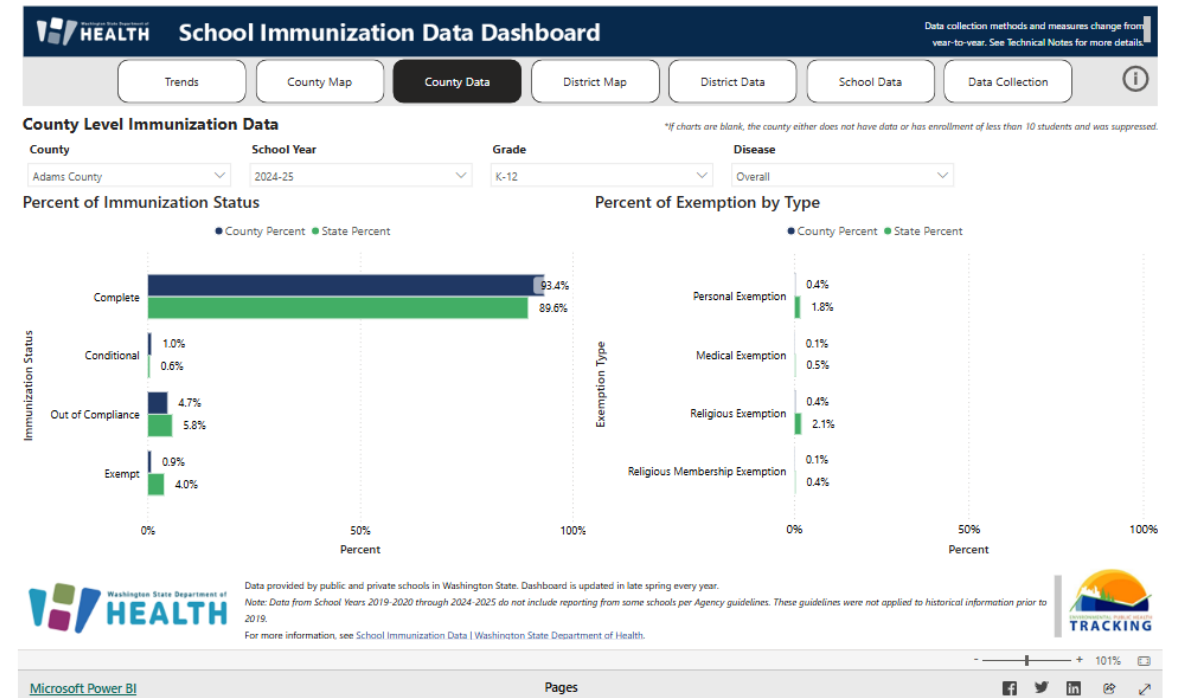 Washington State Department of
HEALTH
School Immunization Data Dashboard
Data collection methods and measures change from
year-to-year. See Technical Notes for more details.
Trends
County Map
County Data
District Map
District Data
School Data
Data Collection
i
County Level Immunization Data
*If charts are blank, the county either does not have data or has enrollment of less than 10 students and was suppressed.
County
School Year
Grade
Disease
Adams County
2024-25
K-12
Overall
Percent of Immunization Status
County Percent
State Percent
Immunization Status
Complete
93.4%
89.6%
Conditional
1.0%
0.6%
Out of Compliance
4.7%
5.8%
Exempt
0.9%
4.0%
0%
50%
100%
Percent
Percent of Exemption by Type
County Percent
State Percent
Exemption Type
Personal Exemption
0.4%
1.8%
Medical Exemption
0.1%
0.5%
Religious Exemption
0.4%
2.1%
Religious Membership Exemption
0.1%
0.4%
0%
50%
100%
Percent
Washington State Department of
HEALTH
Data provided by public and private schools in Washington State. Dashboard is updated in late spring every year.
Note: Data from School Years 2019-2020 through 2024-2025 do not include reporting from some schools per Agency guidelines. These guidelines were not applied to historical information prior to
2019.
For more information, see School Immunization Data | Washington State Department of Health.
ENVIRONMENTAL PUBLIC HEALTH
TRACKING
- + 101%
Microsoft Power BI
Pages